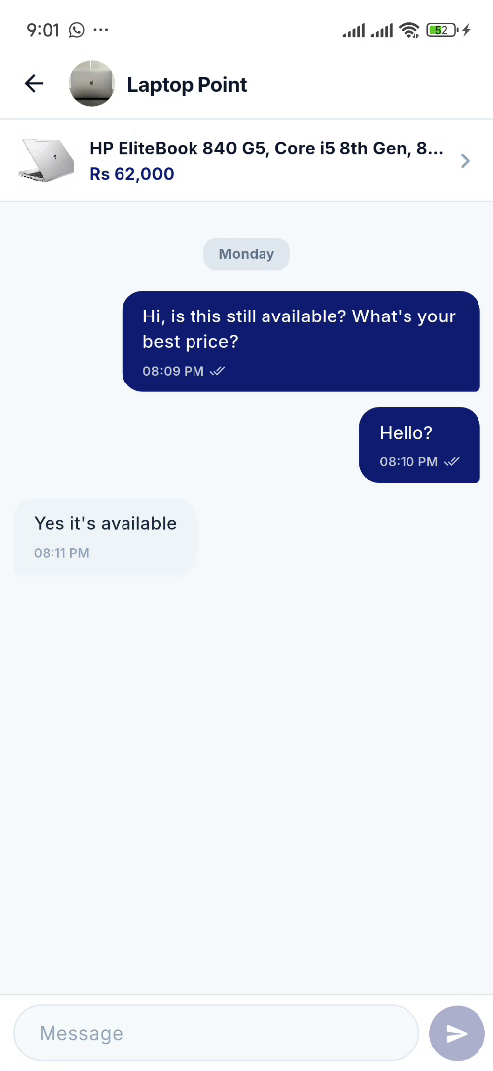 9:01 ... 52
Laptop Point
HP EliteBook 840 G5, Core i5 8th Gen, 8...
Rs 62,000
Monday
Hi, is this still available? What's your
best price?
08:09 PM
Hello?
08:10 PM
Yes it's available
08:11 PM
Message